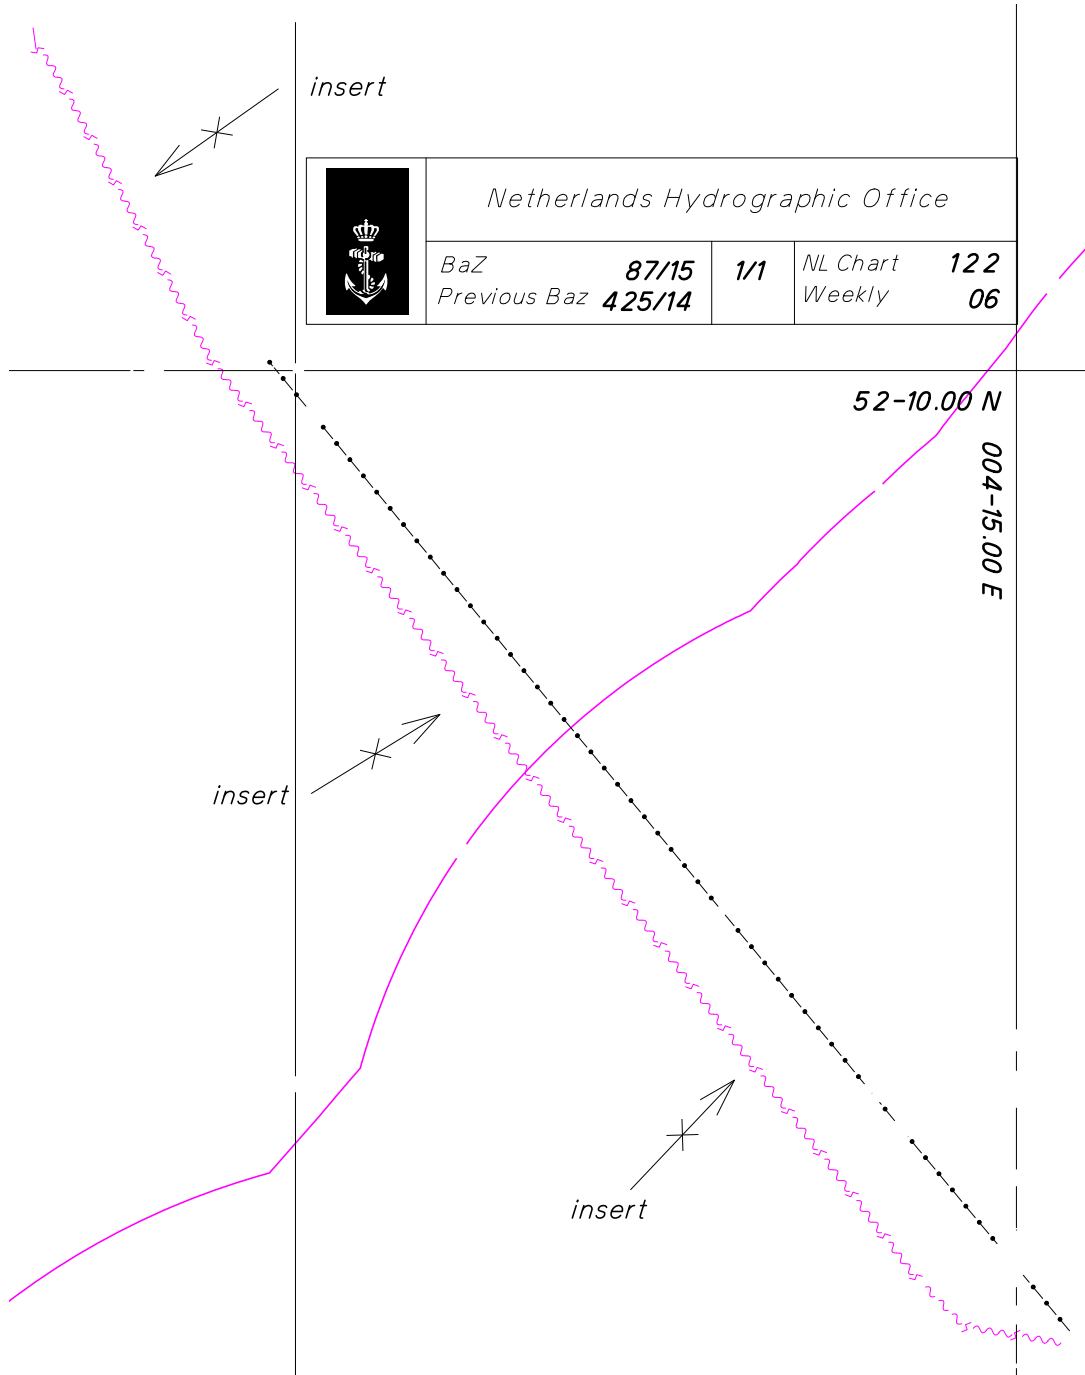 insert
Netherlands Hydrographic Office
BaZ 87/15 1/1 NL Chart 122
Previous Baz 425/14 Weekly 06
52-10.00 N
004-15.00 E
insert
insert